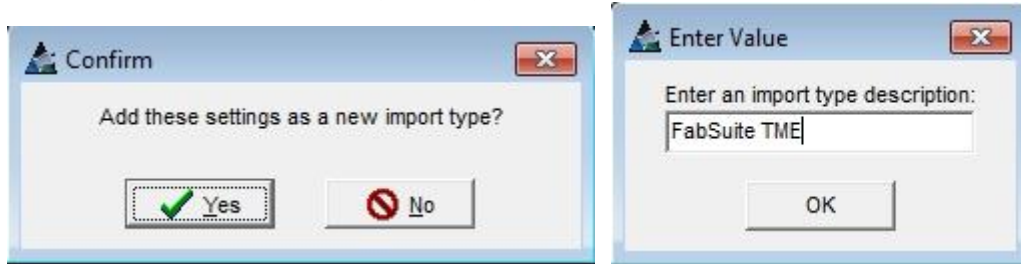 Confirm
Add these settings as a new import type?
Yes
No
Enter Value
Enter an import type description:
FabSuite TME
OK